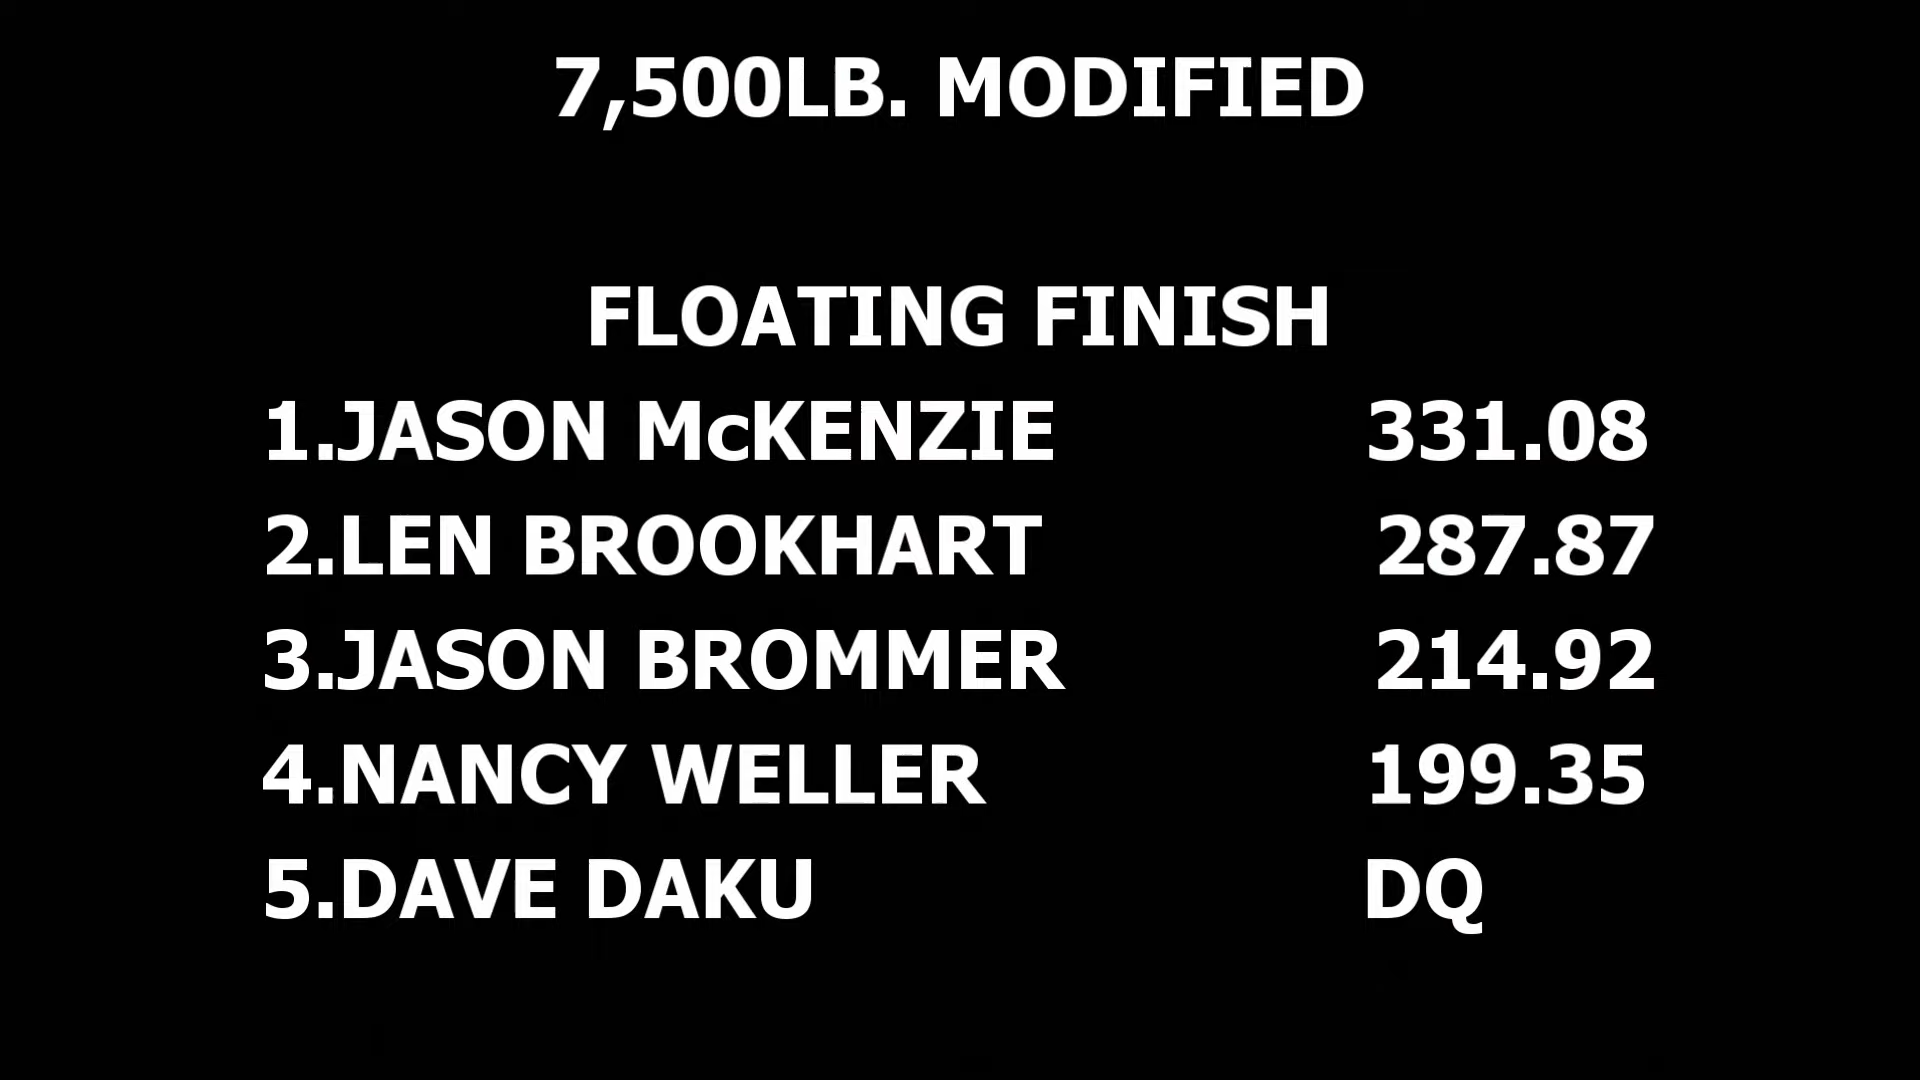 7,500LB. MODIFIED
FLOATING FINISH
1.JASON McKENZIE 331.08
2.LEN BROOKHART 287.87
3.JASON BROMMER 214.92
4.NANCY WELLER 199.35
5.DAVE DAKU DQ